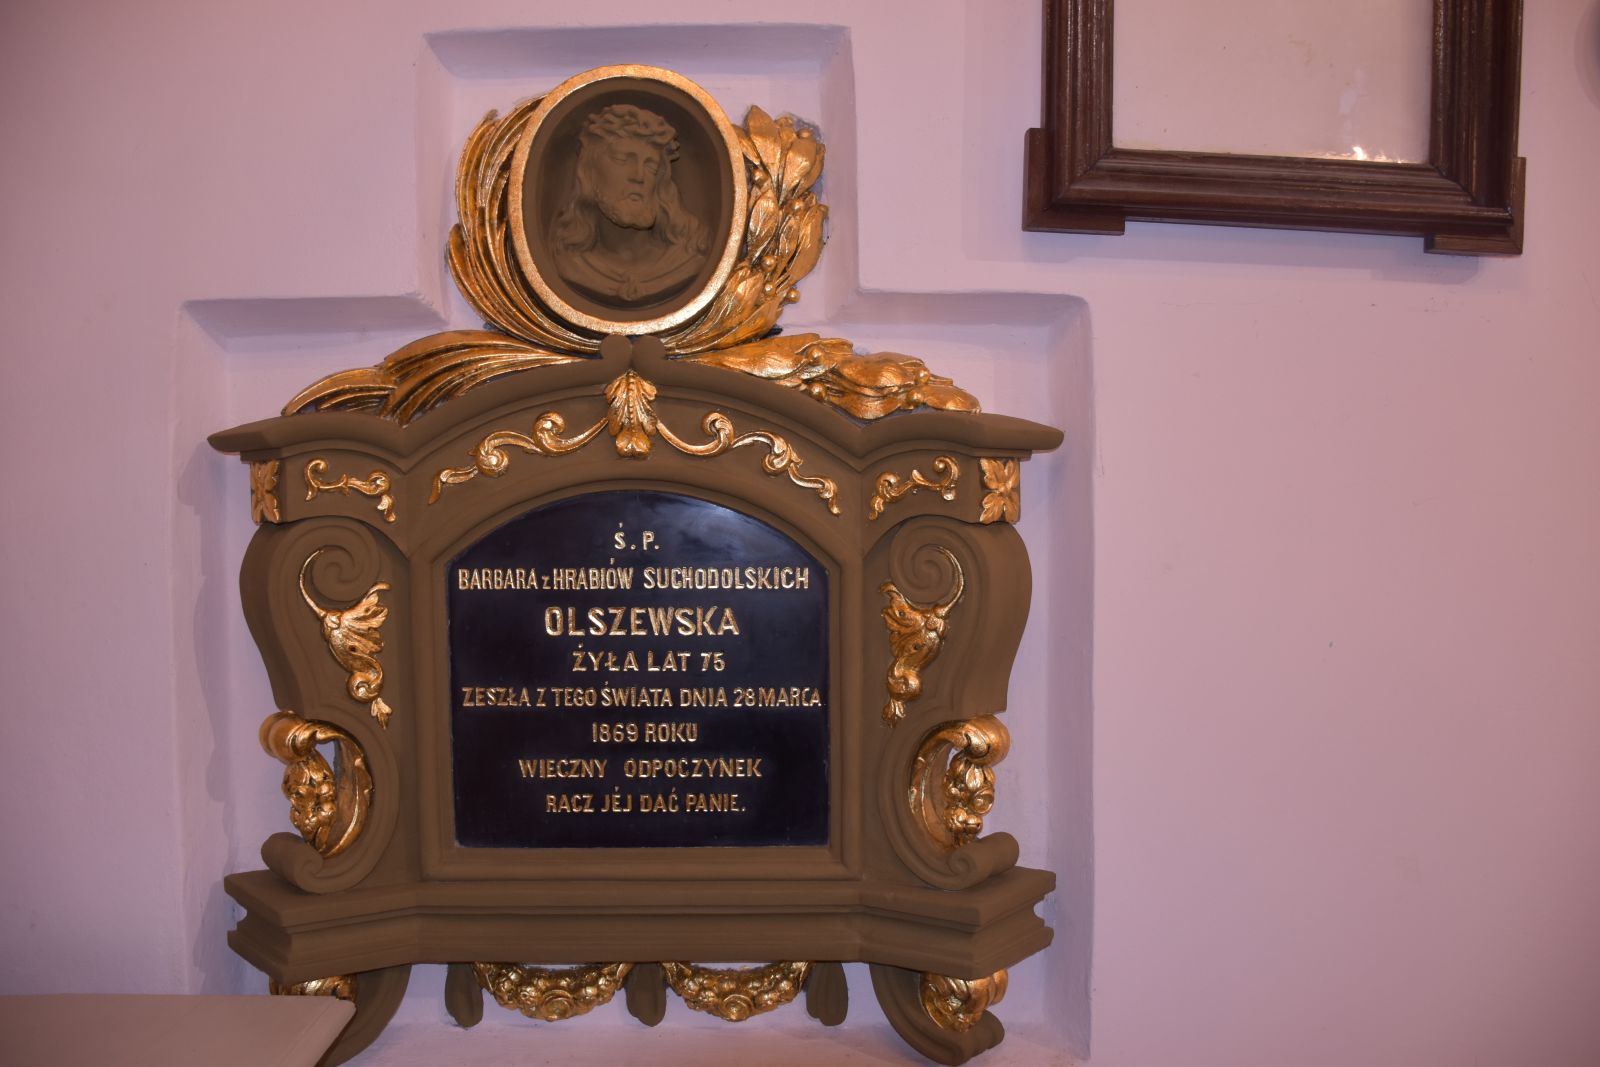 Ś. P.
BARBARA z HRABIÓW SUCHODOLSKICH
OLSZEWSKA
ŻYŁA LAT 75
ZESZŁA Z TEGO ŚWIATA DNIA 28 MARCA
1869 ROKU
WIECZNY ODPOCZYNEK
RACZ JÉJ DAĆ PANIE.